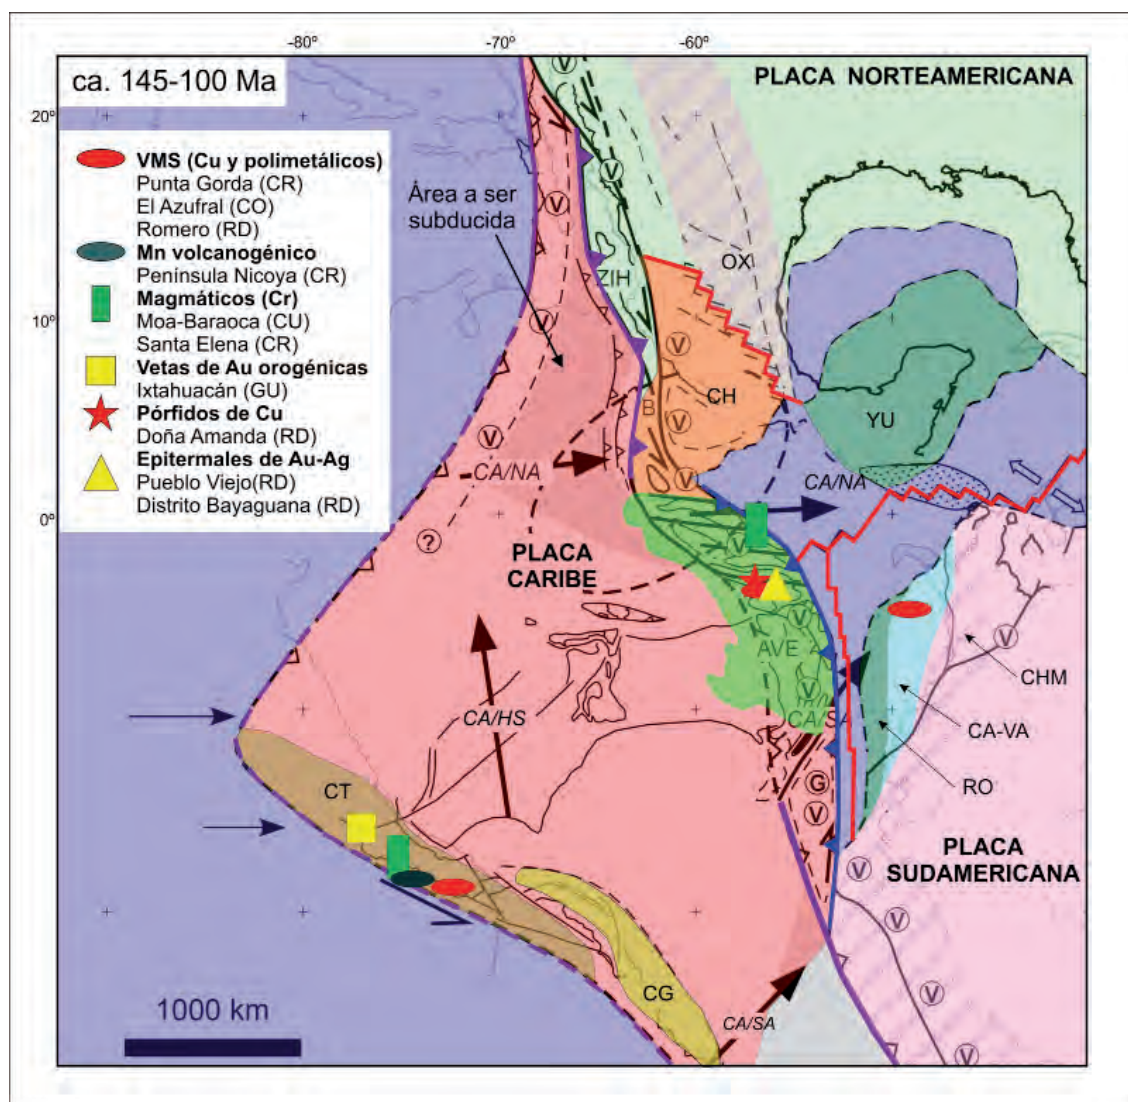 -80º
-70º
-60º
ca. 145-100 Ma
PLACA NORTEAMERICANA
20º
VMS (Cu y polimetálicos)
Punta Gorda (CR)
El Azufral (CO)
Romero (RD)
Mn volcanogénico
Península Nicoya (CR)
Magmáticos (Cr)
Moa-Baraoca (CU)
Santa Elena (CR)
Vetas de Au orogénicas
Ixtahuacán (GU)
Pórfidos de Cu
Doña Amanda (RD)
Epitermales de Au-Ag
Pueblo Viejo(RD)
Distrito Bayaguana (RD)
V
V
Área a ser
subducida
V
OX
ZIH
10º
V
V
CH
B
V
YU
V
CA/NA
V
CA/NA
0º
V
?
PLACA
CARIBE
V
AVE
V
V
CHM
CA/HS
CA/SA
CA-VA
RO
CT
G
V
PLACA
SUDAMERICANA
V
V
CG
V
1000 km
CA/SA
V